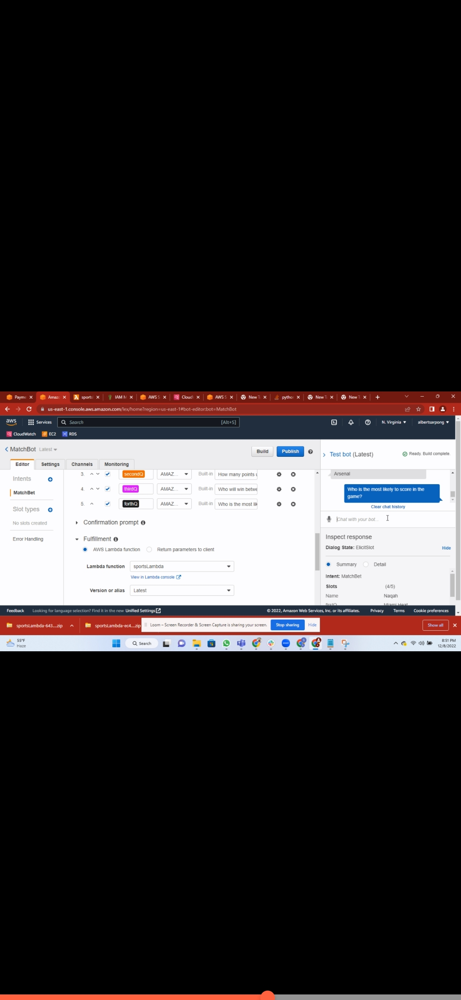 Payme
Amaz
sports
IAM M
AWS S
Cloud
AWS S
New T
pytho
New T
New T
us-east-1.console.aws.amazon.com/lex/home?region=us-east-1#bot-editor:bot=MatchBot
aws
Services
Search
[Alt+S]
N. Virginia
albertsarpong
CloudWatch
EC2
RDS
MatchBot Latest
Build
Publish
Test bot (Latest)
Ready. Build complete.
Editor
Settings
Channels
Monitoring
Intents
MatchBet
Slot types
No slots created
Error Handling
3. secondQ AMAZ... Built-in How many points
4. thirdQ AMAZ... Built-in Who will win betwe
5. forthQ AMAZ... Built-in Who is the most lik
Confirmation prompt
Fulfillment
AWS Lambda function
Return parameters to client
Lambda function
sportsLambda
View in Lambda console
Version or alias
Latest
Arsenal
Who is the most likely to score in the
game?
Clear chat history
Chat with your bot...
Inspect response
Dialog State: ElicitSlot
Hide
Summary
Detail
Intent: MatchBet
Slots (4/5)
Name Naqah
firstQ Miami Heat
Feedback
Looking for language selection? Find it in the new Unified Settings
© 2022, Amazon Web Services, Inc. or its affiliates.
Privacy
Terms
Cookie preferences
sportsLambda-643....zip
sportsLambda-ec4....zip
Loom – Screen Recorder & Screen Capture is sharing your screen.
Stop sharing
Hide
Show all
55°F
Haze
Search
8:51 PM
12/8/2022